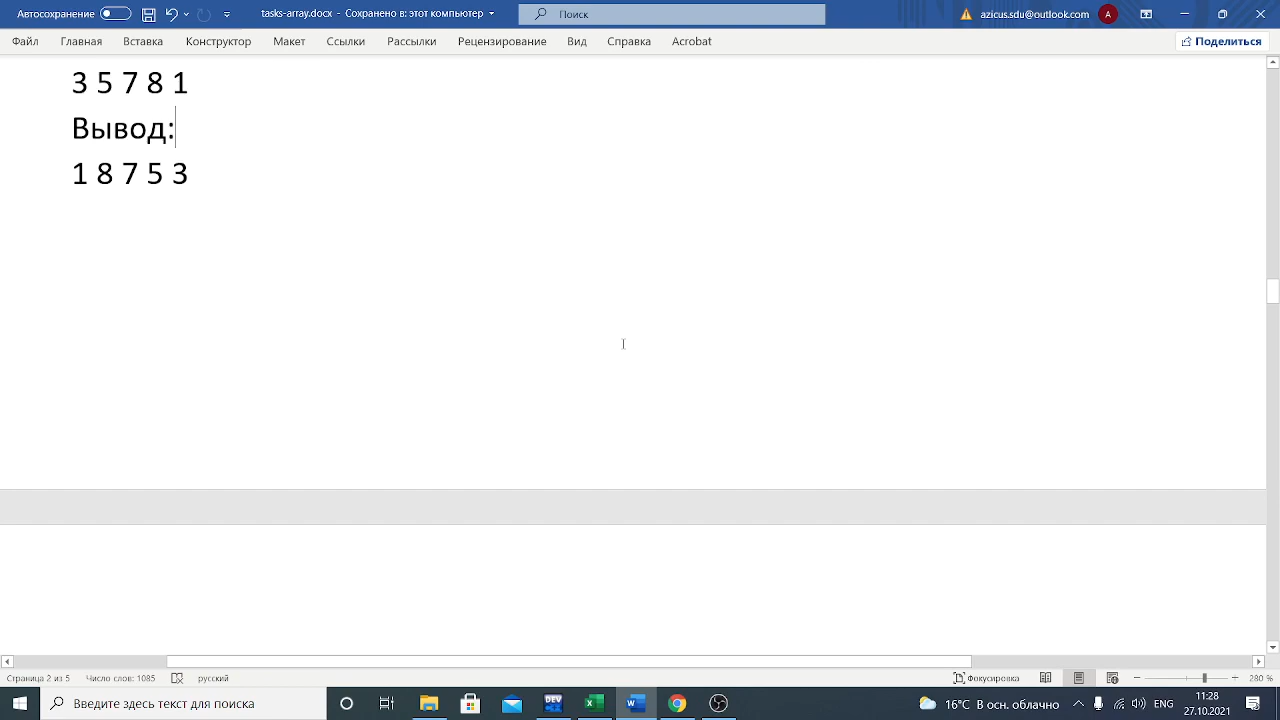 Автосохранение
tasks-array.docx - Сохранено в этот компьютер
Поиск
azizumdu@outlook.com
A
Файл Главная Вставка Конструктор Макет Ссылки Рассылки Рецензирование Вид Справка Acrobat
Поделиться
3 5 7 8 1
Вывод:
1 8 7 5 3
Страница 2 из 5 Число слов: 1085 русский
Фокусировка
280 %
Введите здесь текст для поиска
DEV
16°C В осн. облачно
ENG
11:28
27.10.2021